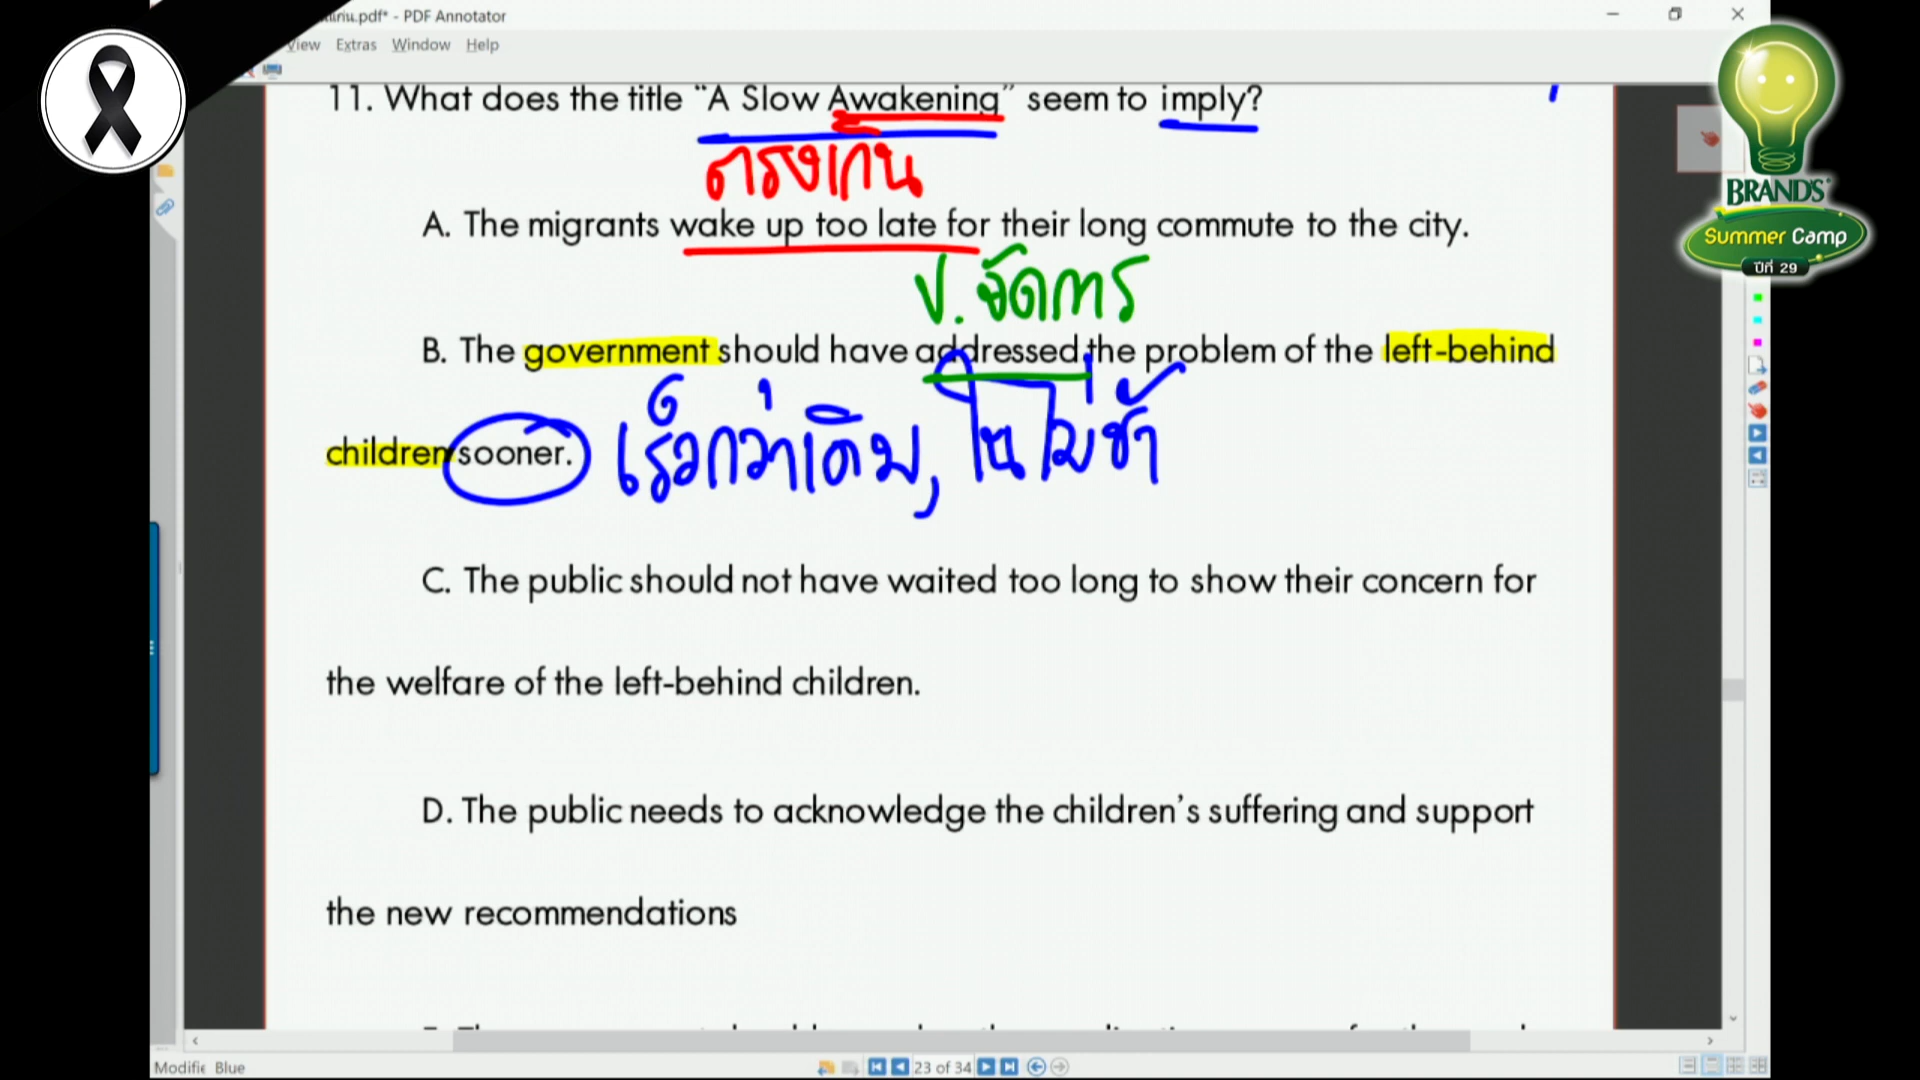 .pdf* - PDF Annotator
View Extras Window Help
11. What does the title “A Slow Awakening” seem to imply?
ตรงเกิน
A. The migrants wake up too late for their long commute to the city.
ป. จัดการ
B. The government should have addressed the problem of the left-behind
children sooner.
เร็วกว่าเดิม, ในไม่ช้า
C. The public should not have waited too long to show their concern for
the welfare of the left-behind children.
D. The public needs to acknowledge the children’s suffering and support
the new recommendations
Modifie Blue
23 of 34
BRAND'S
Summer Camp
ปีที่ 29